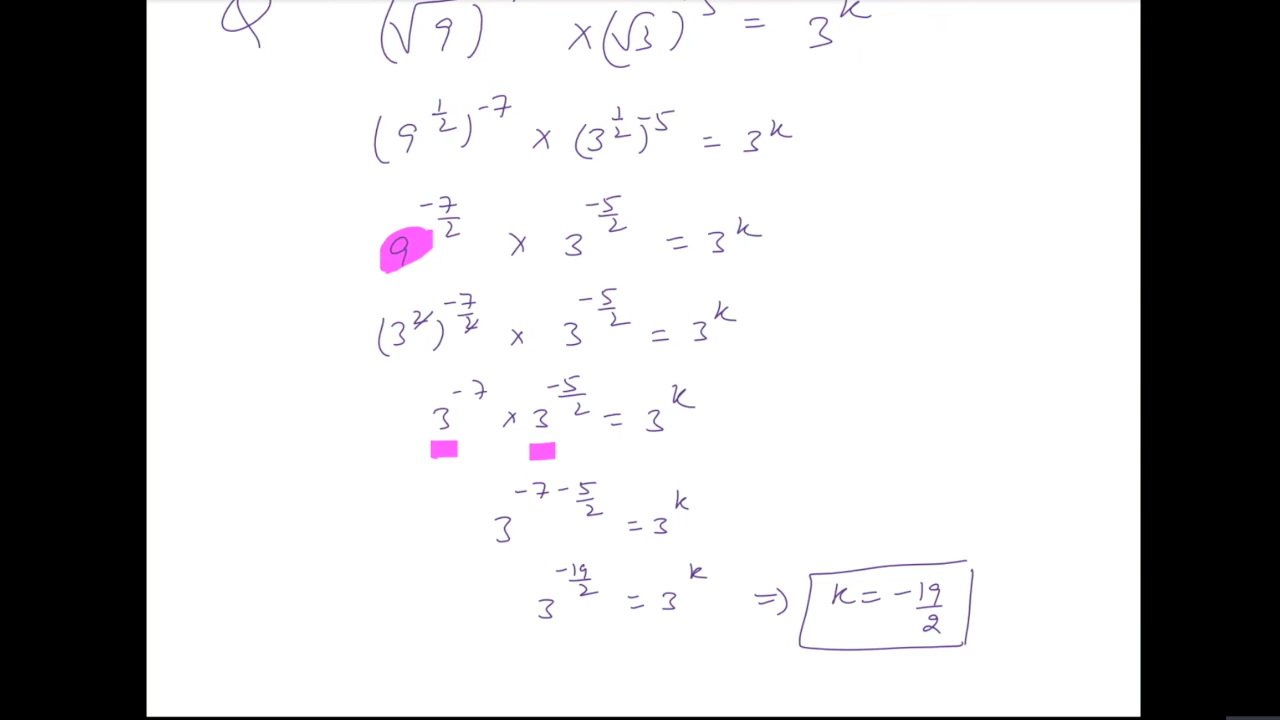 Q (√9) × (√3) = 3^k
(9^(1/2))^-7 × (3^(1/2))^-5 = 3^k
9^(-7/2) × 3^(-5/2) = 3^k
(3^2)^(-7/2) × 3^(-5/2) = 3^k
3^-7 × 3^(-5/2) = 3^k
3^(-7-5/2) = 3^k
3^(-19/2) = 3^k => k = -19/2